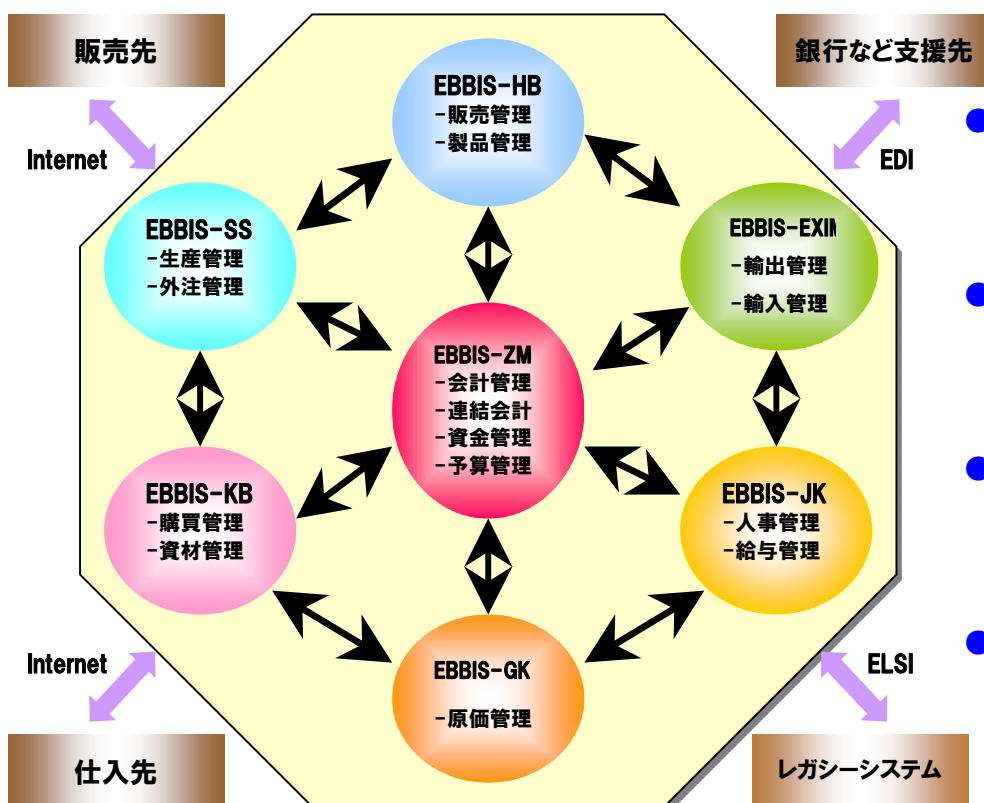 販売先
銀行など支援先
Internet
EDI
EBBIS-HB
-販売管理
-製品管理
EBBIS-SS
-生産管理
-外注管理
EBBIS-EXIM
-輸出管理
-輸入管理
EBBIS-ZM
-会計管理
-連結会計
-資金管理
-予算管理
EBBIS-KB
-購買管理
-資材管理
EBBIS-JK
-人事管理
-給与管理
EBBIS-GK
-原価管理
Internet
ELSI
仕入先
レガシーシステム